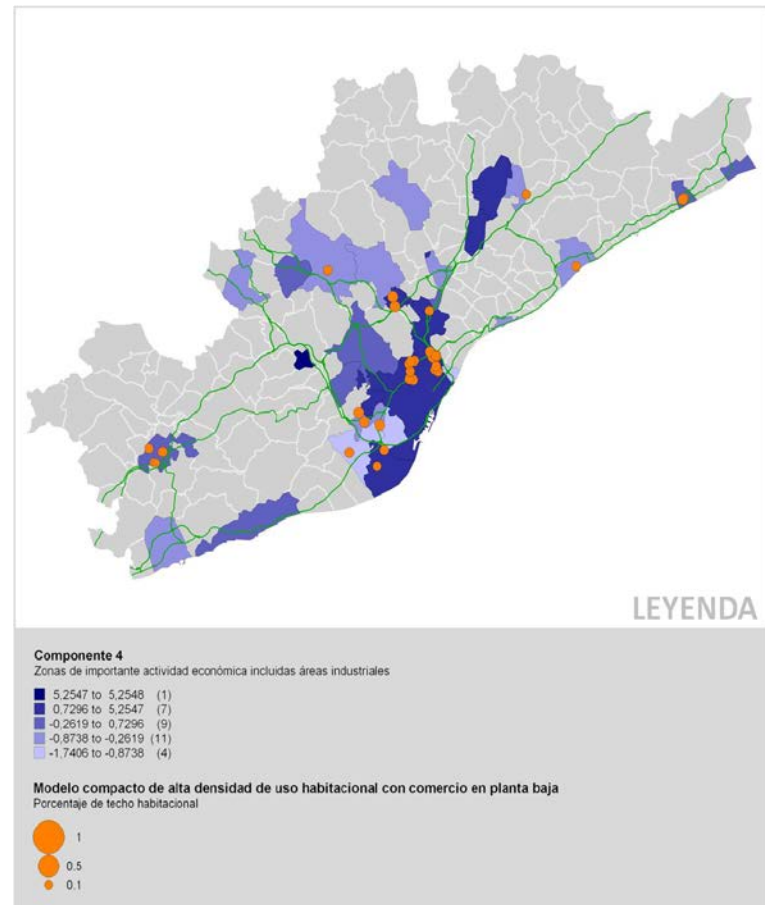 LEYENDA
Componente 4
Zonas de importante actividad económica incluidas áreas industriales
5,2547 to 5,2548 (1)
0,7296 to 5,2547 (7)
-0,2619 to 0,7296 (9)
-0,8738 to -0,2619 (11)
-1,7406 to -0,8738 (4)
Modelo compacto de alta densidad de uso habitacional con comercio en planta baja
Porcentaje de techo habitacional
1
0.5
0.1